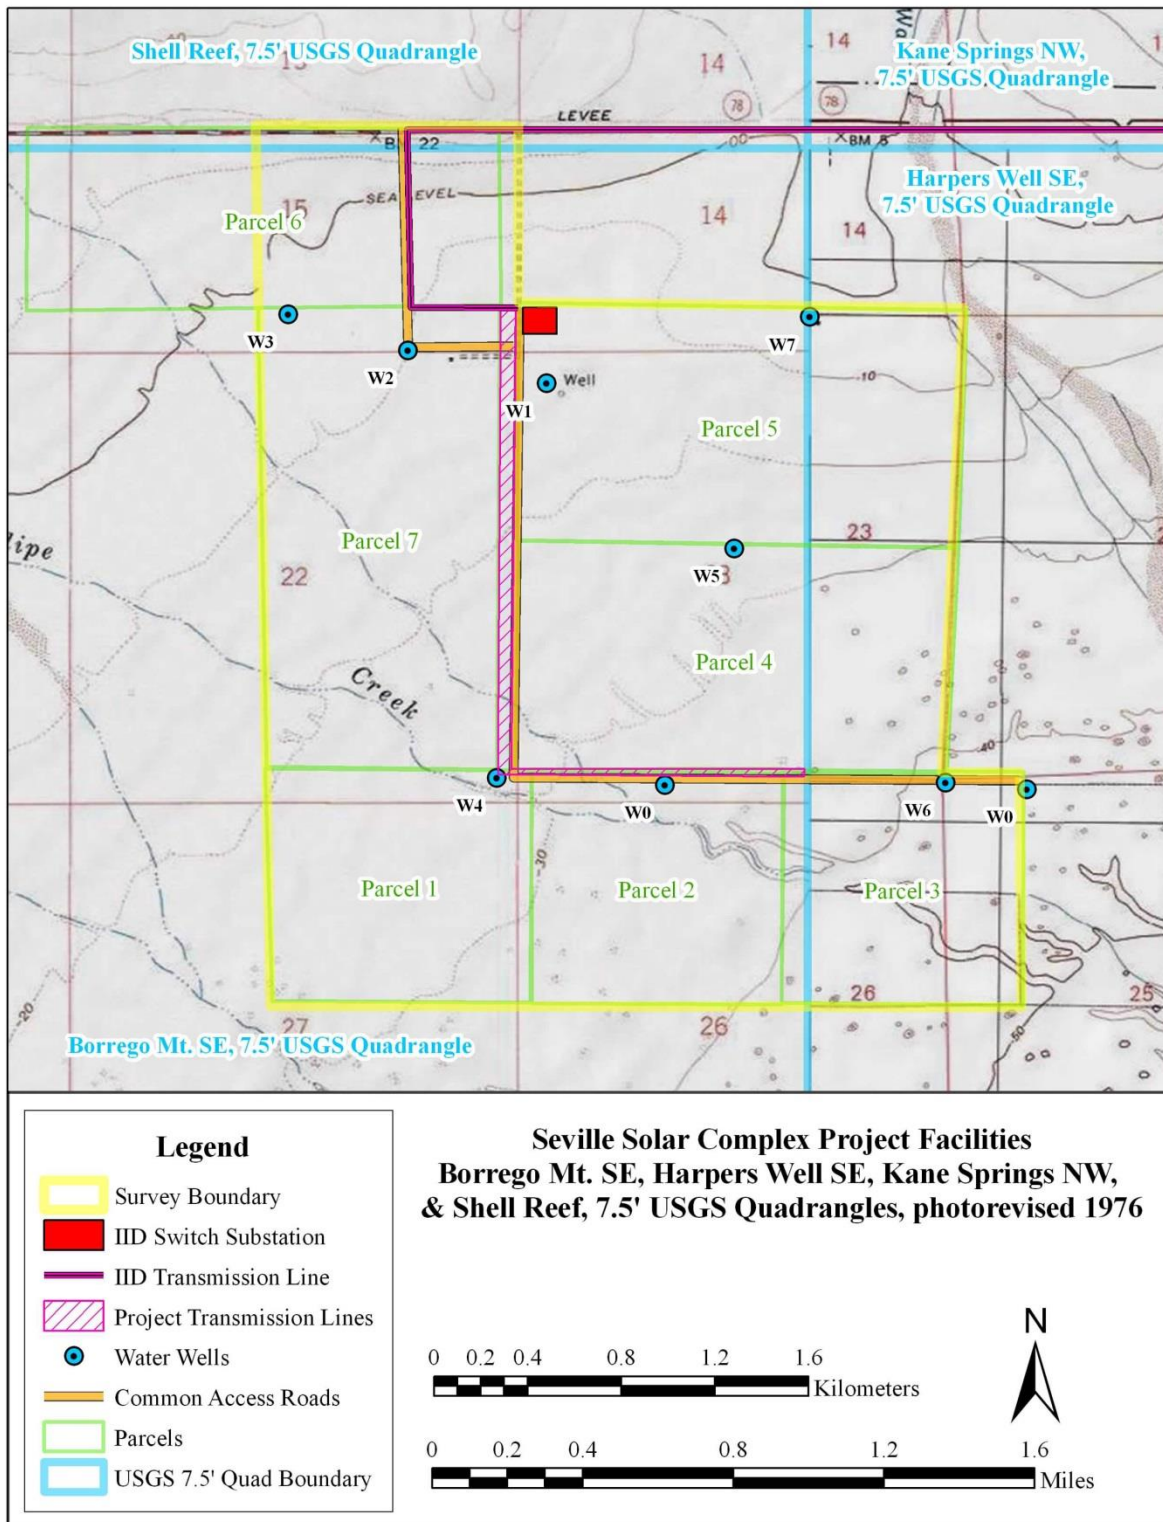 Shell Reef, 7.5' USGS Quadrangle
14
14
Kane Springs NW,
7.5' USGS Quadrangle
78
78
LEVEE
22
00
BM 8
Harpers Well SE,
7.5' USGS Quadrangle
SEA LEVEL
15
Parcel 6
14
14
W3
W7
W2
Well
10
W1
Parcel 5
Parcel 7
23
W5
22
Parcel 4
Creek
40
W4
W0
W6
W0
30
Parcel 1
Parcel 2
Parcel 3
26
25
20
27
26
50
Borrego Mt. SE, 7.5' USGS Quadrangle
Legend
Survey Boundary
IID Switch Substation
IID Transmission Line
Project Transmission Lines
Water Wells
Common Access Roads
Parcels
USGS 7.5' Quad Boundary
Seville Solar Complex Project Facilities
Borrego Mt. SE, Harpers Well SE, Kane Springs NW,
& Shell Reef, 7.5' USGS Quadrangles, photorevised 1976
N
0 0.2 0.4 0.8 1.2 1.6
Kilometers
0 0.2 0.4 0.8 1.2 1.6
Miles